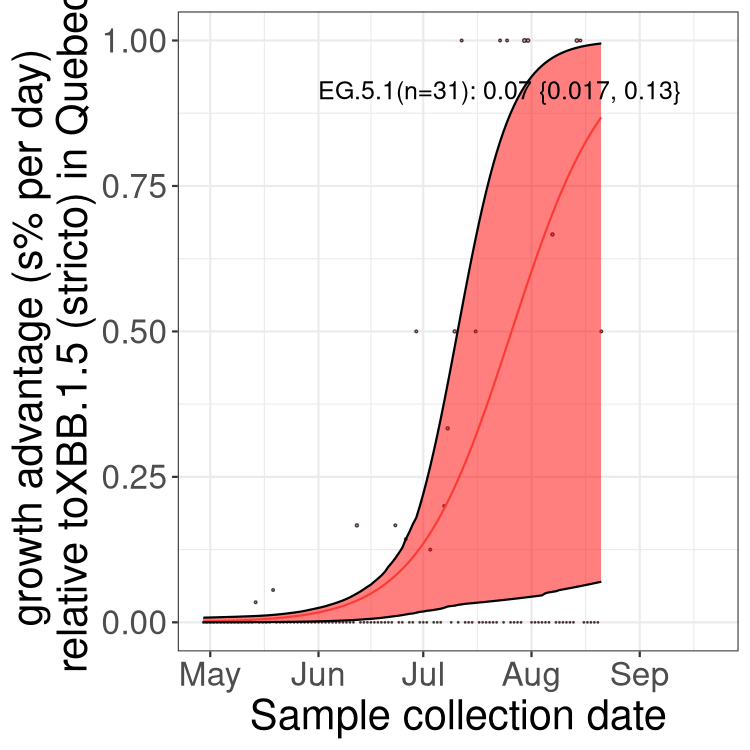 growth advantage (s% per day)
relative toXBB.1.5 (stricto) in Quebec
1.00
0.75
0.50
0.25
0.00
EG.5.1(n=31): 0.07 {0.017, 0.13}
May Jun Jul Aug Sep
Sample collection date